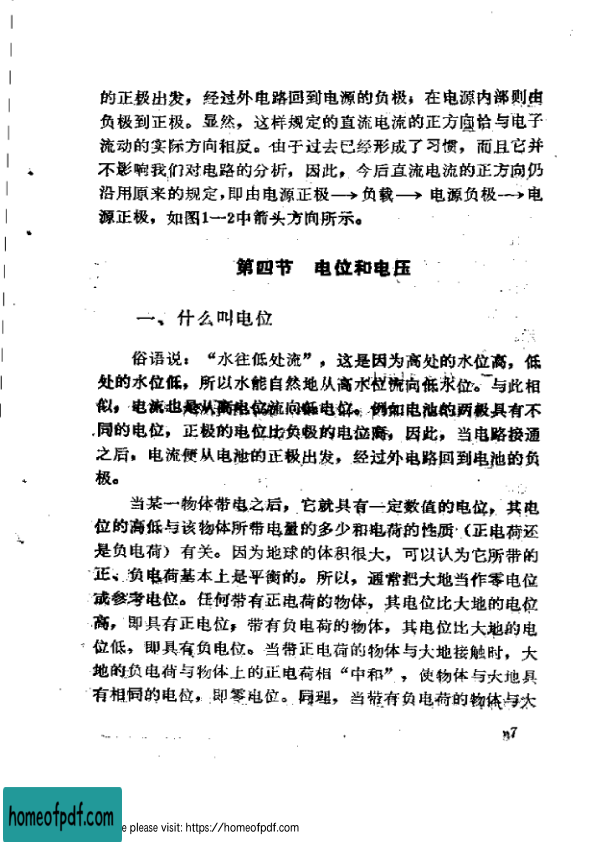 的正极出发，经过外电路回到电源的负极；在电源内部则由
负极到正极。显然，这样规定的直流电流的正方向恰与电子
流动的实际方向相反。由于过去已经形成了习惯，而且它并
不影响我们对电路的分析，因此，今后直流电流的正方向仍
沿用原来的规定，即由电源正极→负载→电源负极→电
源正极，如图1—2中箭头方向所示。
第四节 电位和电压
一、什么叫电位
俗语说：“水往低处流”，这是因为高处的水位高，低
处的水位低，所以水能自然地从高水位流向低水位。与此相
似，电流也是从高电位流向低电位。例如电池的两极具有不
同的电位，正极的电位比负极的电位高，因此，当电路接通
之后，电流便从电池的正极出发，经过外电路回到电池的负
极。
当某一物体带电之后，它就具有一定数值的电位，其电
位的高低与该物体所带电量的多少和电荷的性质（正电荷还
是负电荷）有关。因为地球的体积很大，可以认为它所带的
正、负电荷基本上是平衡的。所以，通常把大地当作零电位
或参考电位。任何带有正电荷的物体，其电位比大地的电位
高，即具有正电位，带有负电荷的物体，其电位比大地的电
位低，即具有负电位。当带正电荷的物体与大地接触时，大
地的负电荷与物体上的正电荷相“中和”，使物体与大地具
有相同的电位，即零电位。同理，当带有负电荷的物体与大
7
homeofpdf.com
please visit: https://homeofpdf.com